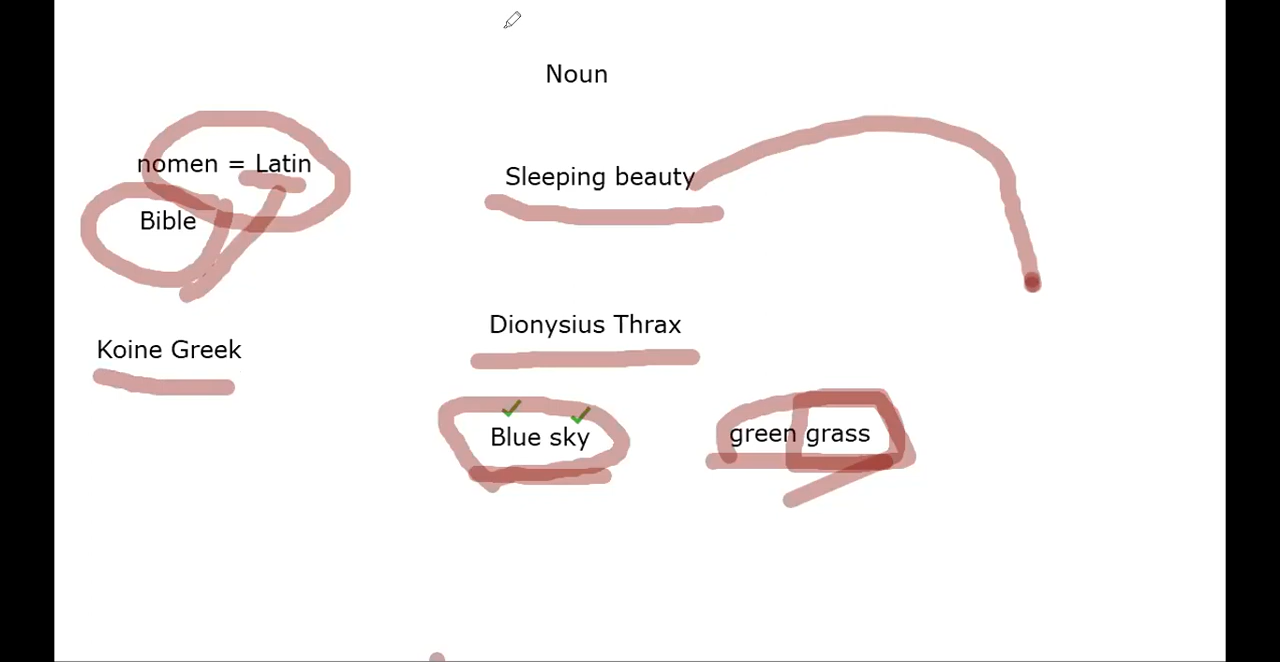 Noun
nomen = Latin
Sleeping beauty
Bible
Dionysius Thrax
Koine Greek
Blue sky
green grass